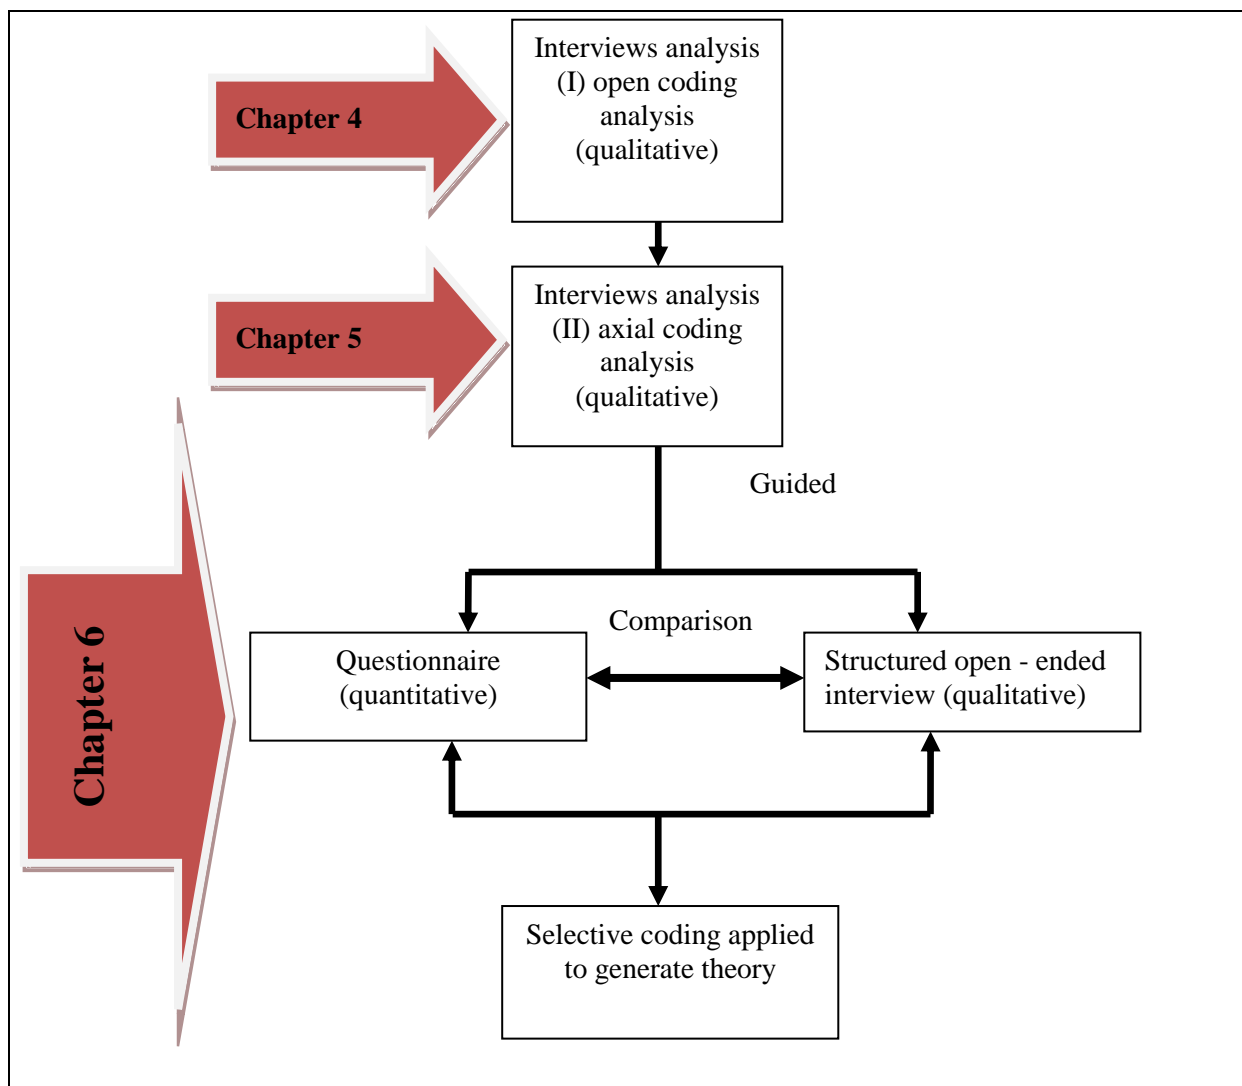 Chapter 4
Interviews analysis
(I) open coding
analysis
(qualitative)
Chapter 5
Interviews analysis
(II) axial coding
analysis
(qualitative)
Guided
Chapter 6
Comparison
Questionnaire
(quantitative)
Structured open - ended
interview (qualitative)
Selective coding applied
to generate theory